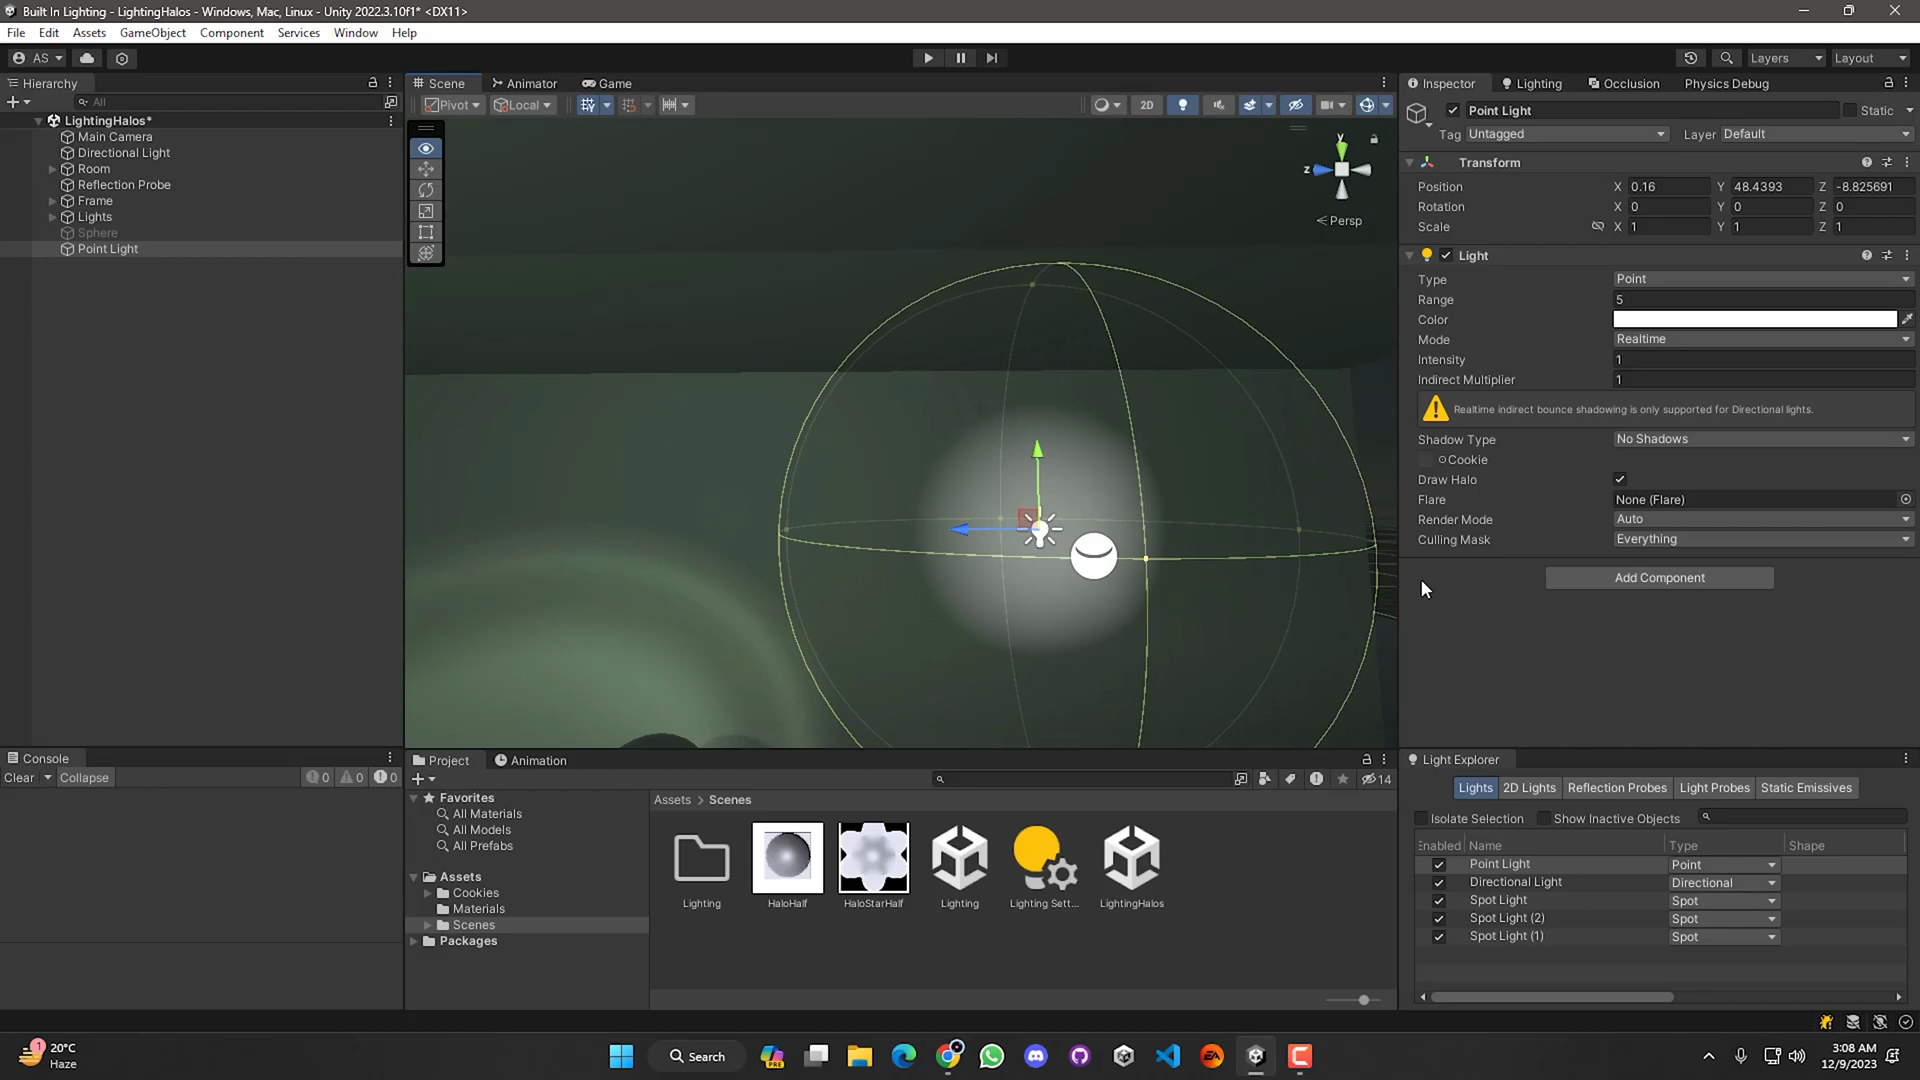 Built In Lighting - LightingHalos - Windows, Mac, Linux - Unity 2022.3.10f1* <DX11>
File Edit Assets GameObject Component Services Window Help
AS Layers Layout
Hierarchy
All
LightingHalos*
Main Camera
Directional Light
Room
Reflection Probe
Frame
Lights
Sphere
Point Light
Scene Animator Game
Pivot Local 2D
y
z
Persp
Inspector Lighting Occlusion Physics Debug
Point Light Static
Tag Untagged Layer Default
Transform
Position X 0.16 Y 48.4393 Z -8.825691
Rotation X 0 Y 0 Z 0
Scale X 1 Y 1 Z 1
Light
Type Point
Range 5
Color
Mode Realtime
Intensity 1
Indirect Multiplier 1
Realtime indirect bounce shadowing is only supported for Directional lights.
Shadow Type No Shadows
Cookie
Draw Halo
Flare None (Flare)
Render Mode Auto
Culling Mask Everything
Add Component
Console
Clear Collapse 0 0 0
Project Animation
14
Favorites
All Materials
All Models
All Prefabs
Assets
Cookies
Materials
Scenes
Packages
Assets > Scenes
Lighting HaloHalf HaloStarHalf Lighting Lighting Sett... LightingHalos
Light Explorer
Lights 2D Lights Reflection Probes Light Probes Static Emissives
Isolate Selection Show Inactive Objects
Enabled Name Type Shape
Point Light Point
Directional Light Directional
Spot Light Spot
Spot Light (2) Spot
Spot Light (1) Spot
1
20°C
Haze
Search
PRE
EA
3:08 AM
12/9/2023